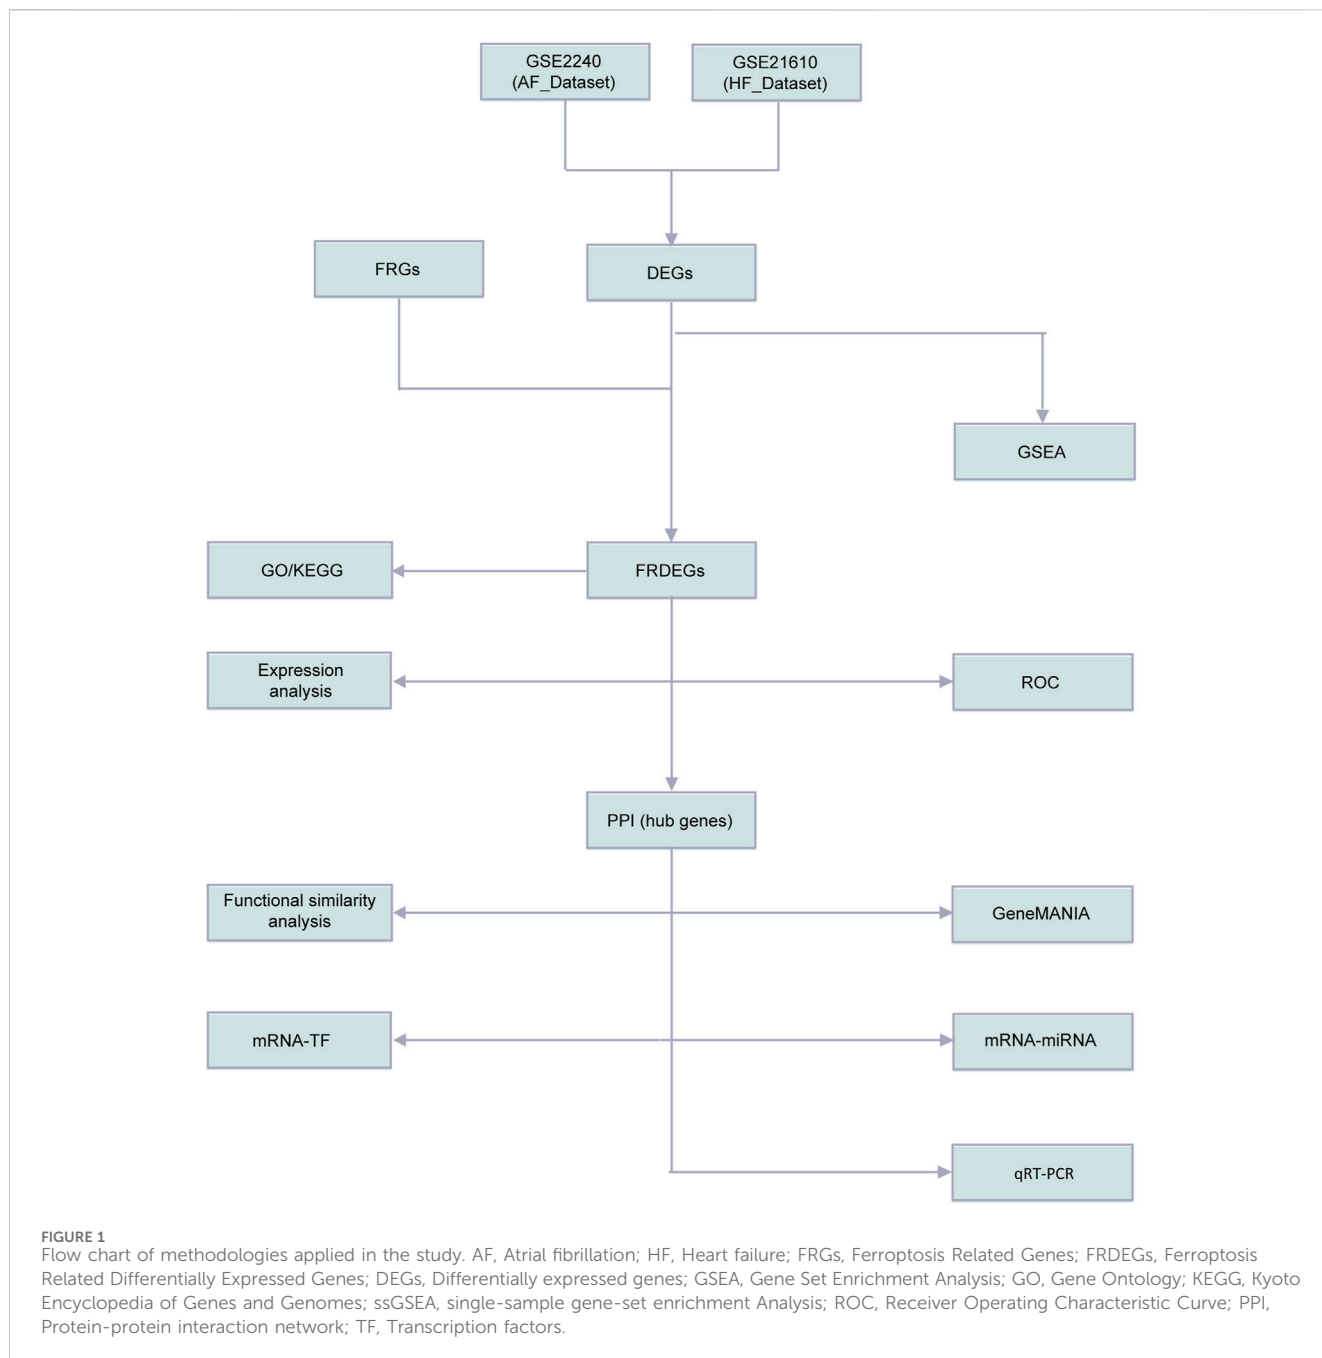 GSE2240
(AF_Dataset)
GSE21610
(HF_Dataset)
FRGs
DEGs
GSEA
GO/KEGG
FRDEGs
Expression
analysis
ROC
PPI (hub genes)
Functional similarity
analysis
GeneMANIA
mRNA-TF
mRNA-miRNA
qRT-PCR
FIGURE 1
Flow chart of methodologies applied in the study. AF, Atrial fibrillation; HF, Heart failure; FRGs, Ferroptosis Related Genes; FRDEGs, Ferroptosis
Related Differentially Expressed Genes; DEGs, Differentially expressed genes; GSEA, Gene Set Enrichment Analysis; GO, Gene Ontology; KEGG, Kyoto
Encyclopedia of Genes and Genomes; ssGSEA, single-sample gene-set enrichment Analysis; ROC, Receiver Operating Characteristic Curve; PPI,
Protein-protein interaction network; TF, Transcription factors.